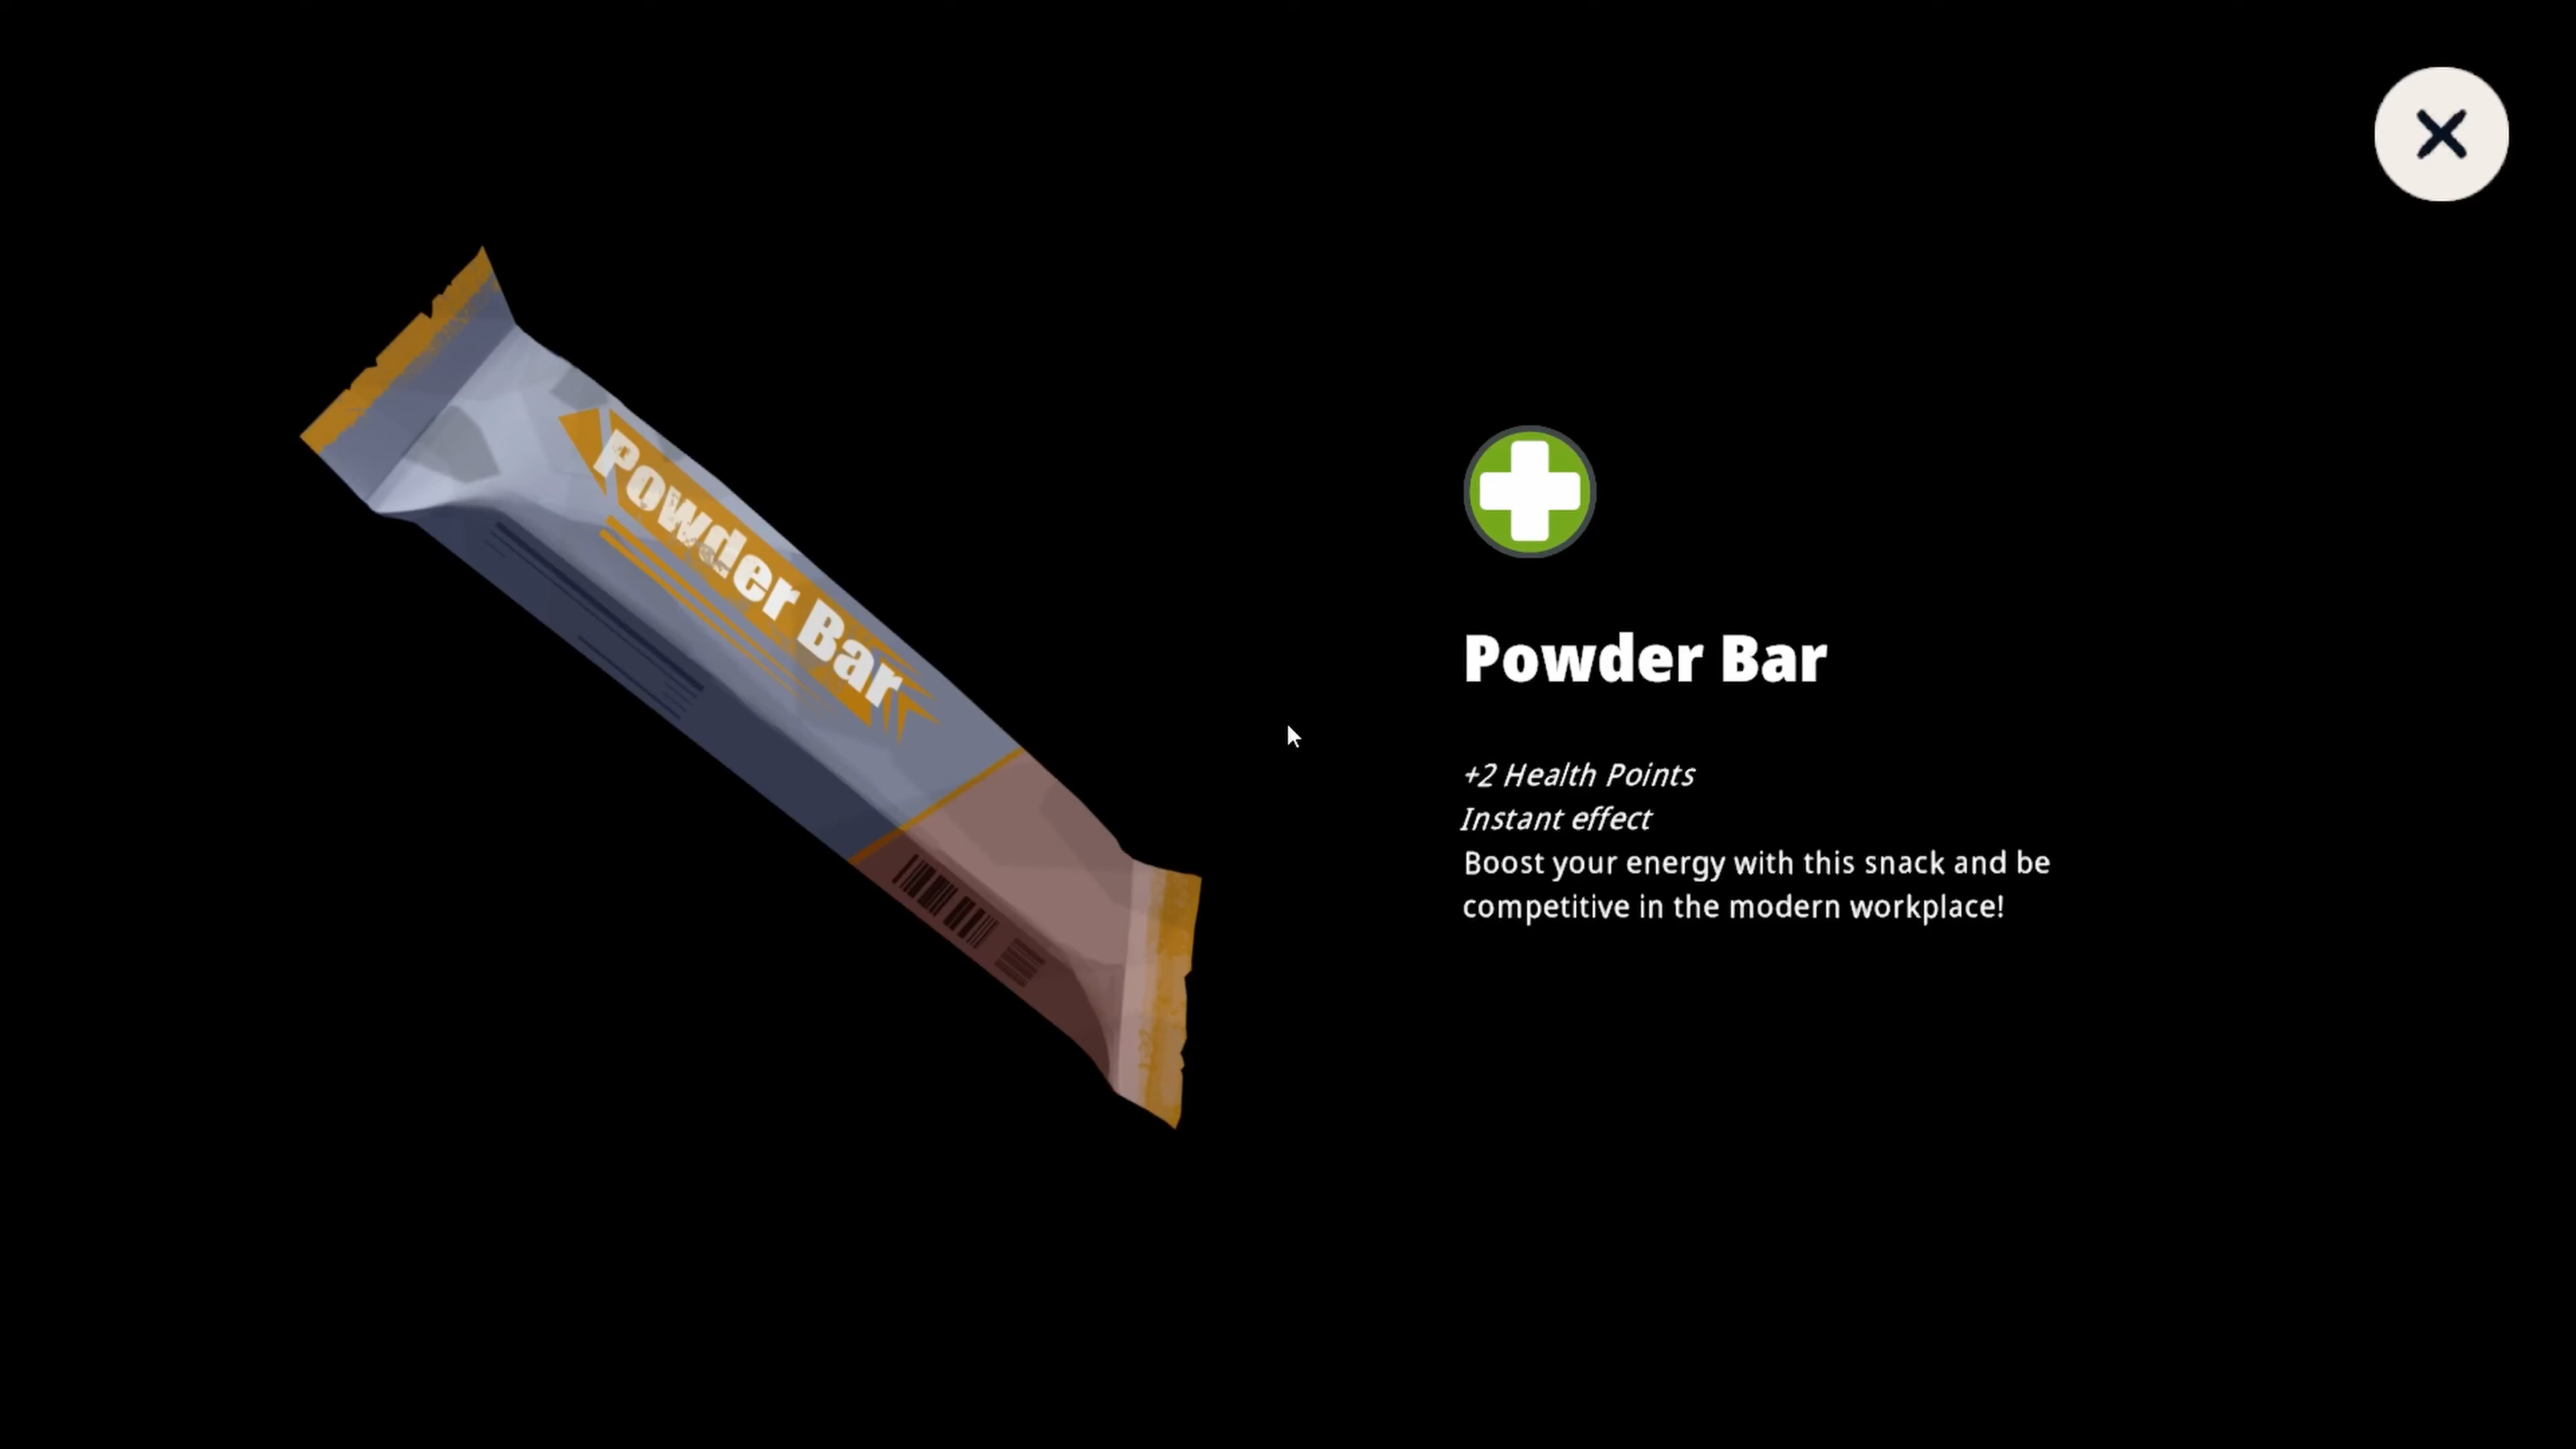 Powder Bar
Powder Bar
+2 Health Points
Instant effect
Boost your energy with this snack and be
competitive in the modern workplace!